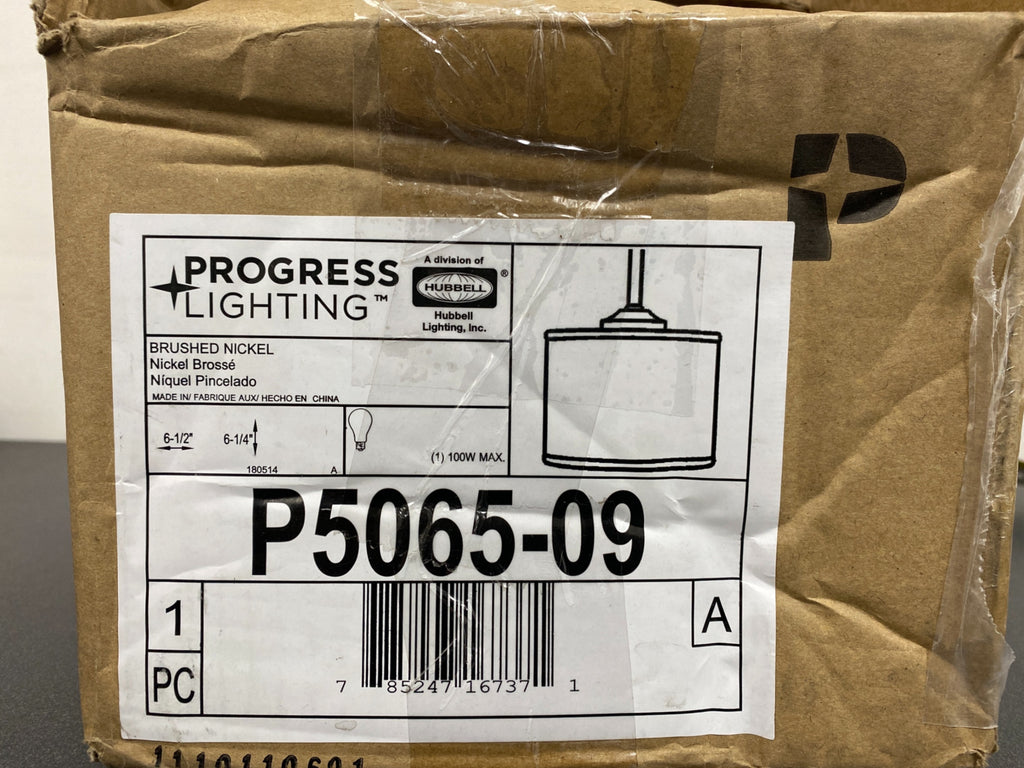 P
PROGRESS
LIGHTING™
A division of
HUBBELL®
Hubbell
Lighting, Inc.
BRUSHED NICKEL
Nickel Brossé
Níquel Pincelado
MADE IN/ FABRIQUE AUX/ HECHO EN CHINA
6-1/2" 6-1/4"
(1) 100W MAX.
180514 A
P5065-09
1
PC
A
7 85247 16737 1